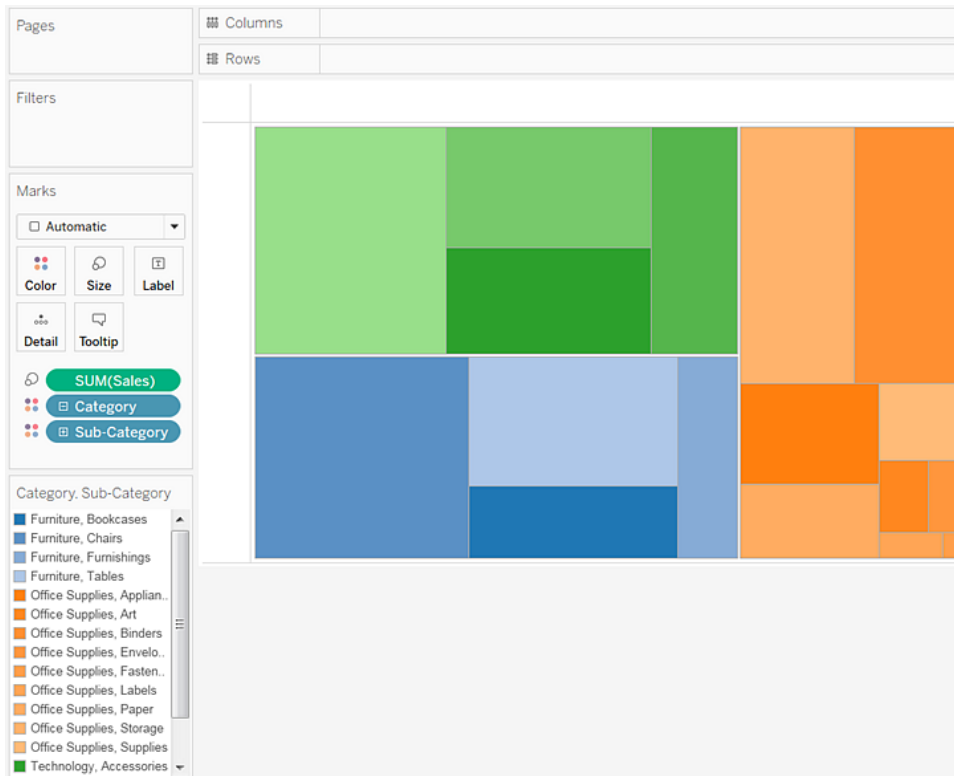 Pages
Columns
Rows
Filters
Marks
Automatic
Color Size Label
Detail Tooltip
SUM(Sales)
Category
Sub-Category
Category, Sub-Category
Furniture, Bookcases
Furniture, Chairs
Furniture, Furnishings
Furniture, Tables
Office Supplies, Applian..
Office Supplies, Art
Office Supplies, Binders
Office Supplies, Envelo..
Office Supplies, Fasten..
Office Supplies, Labels
Office Supplies, Paper
Office Supplies, Storage
Office Supplies, Supplies
Technology, Accessories